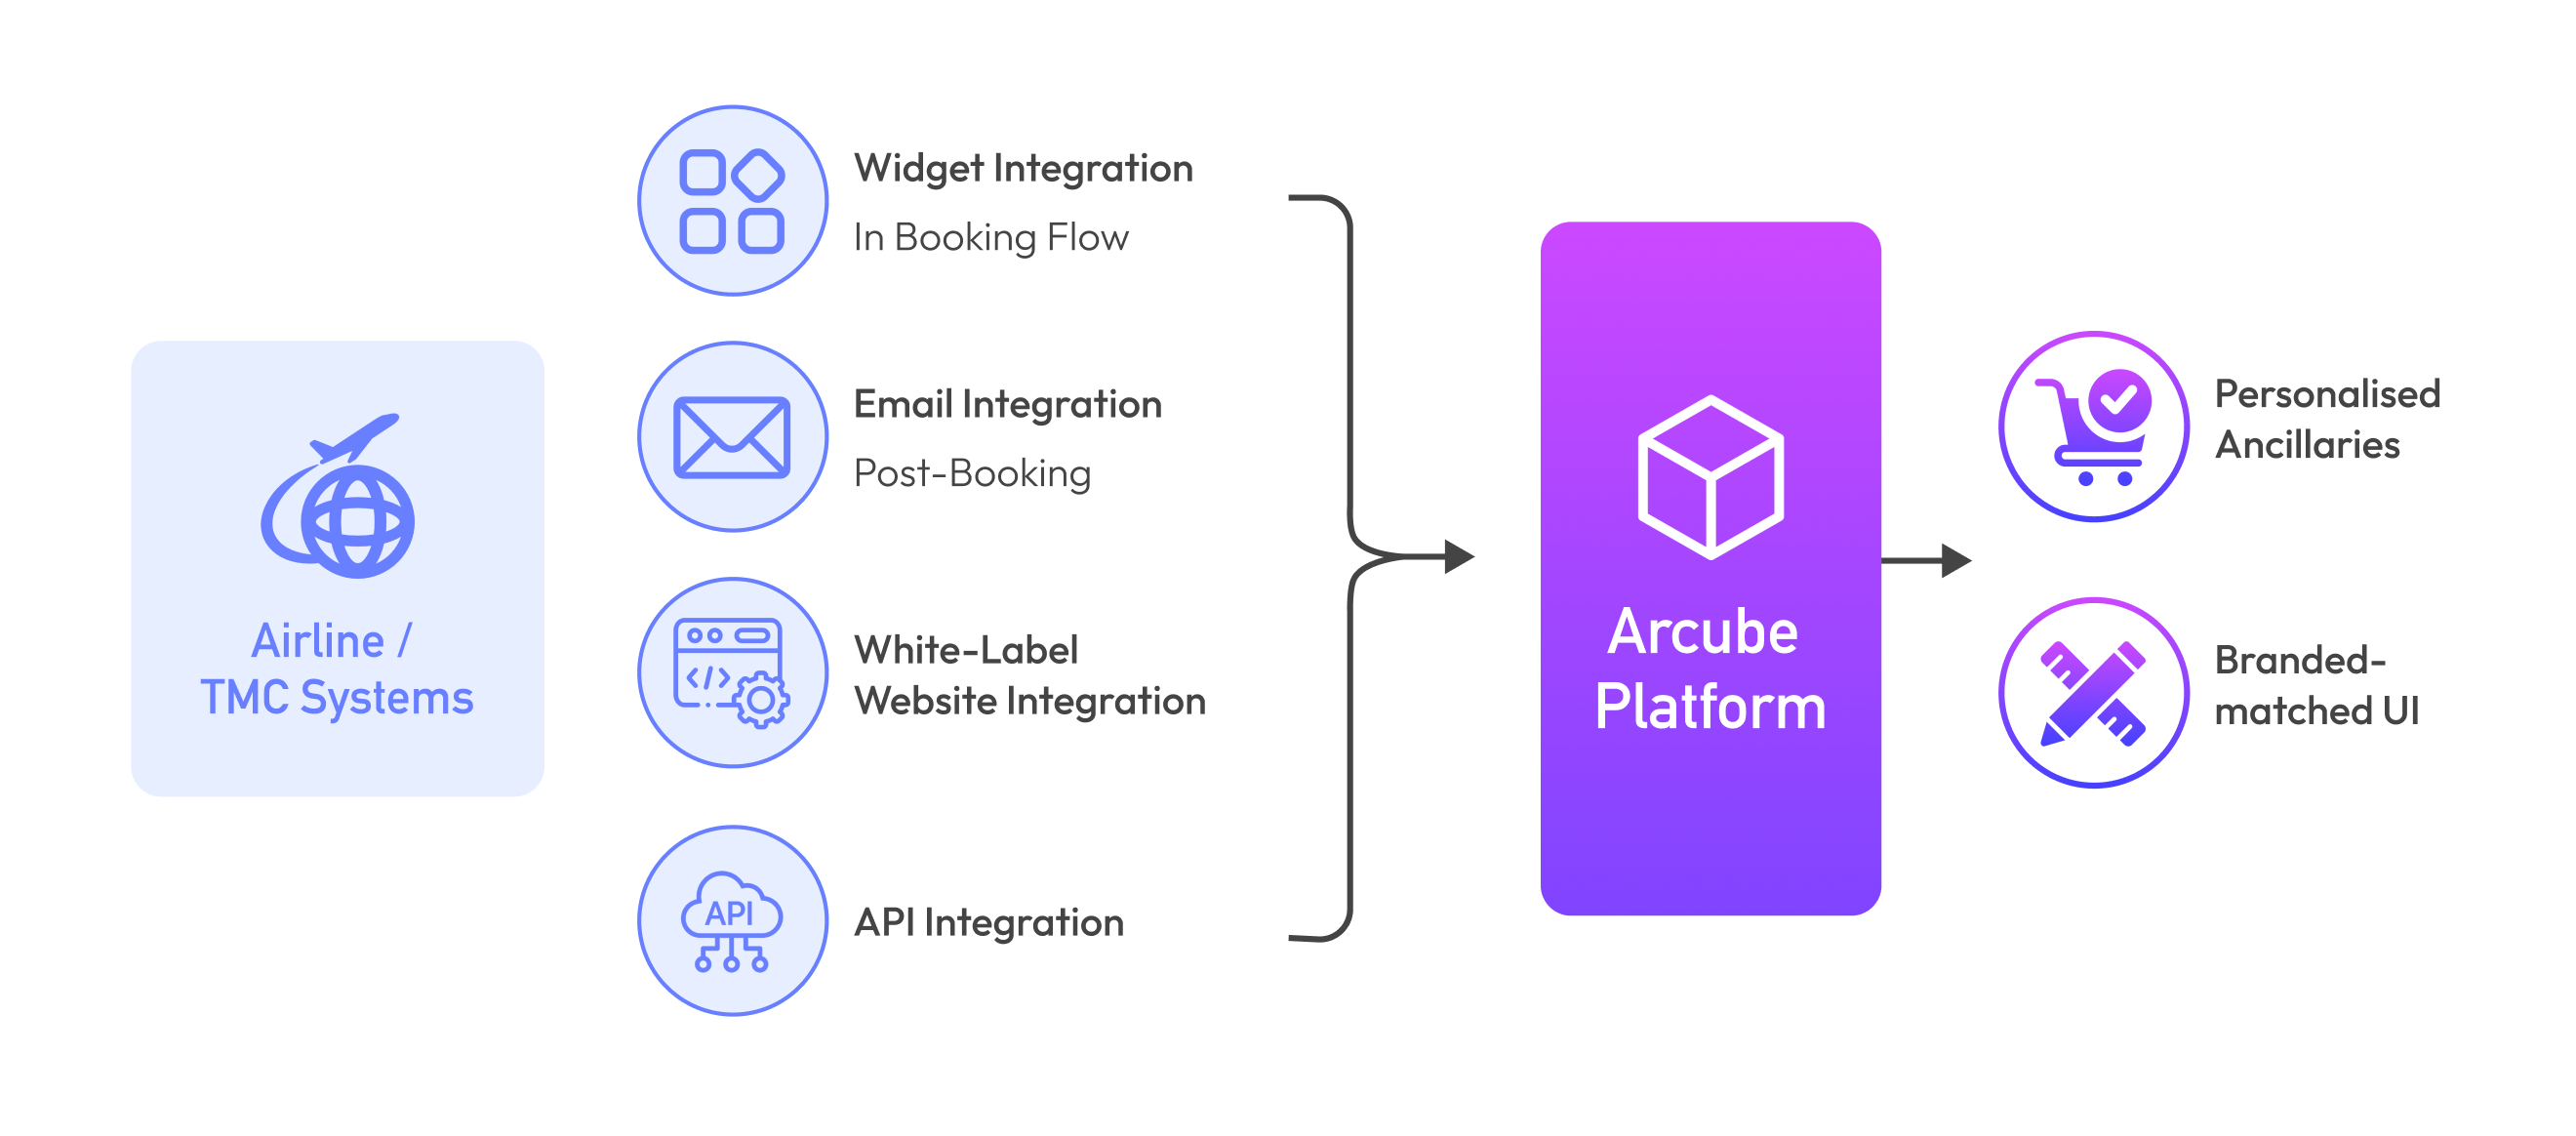 Airline /
TMC Systems
Widget Integration
In Booking Flow
Email Integration
Post-Booking
White-Label
Website Integration
API
API Integration
Arcube
Platform
Personalised
Ancillaries
Branded-
matched UI